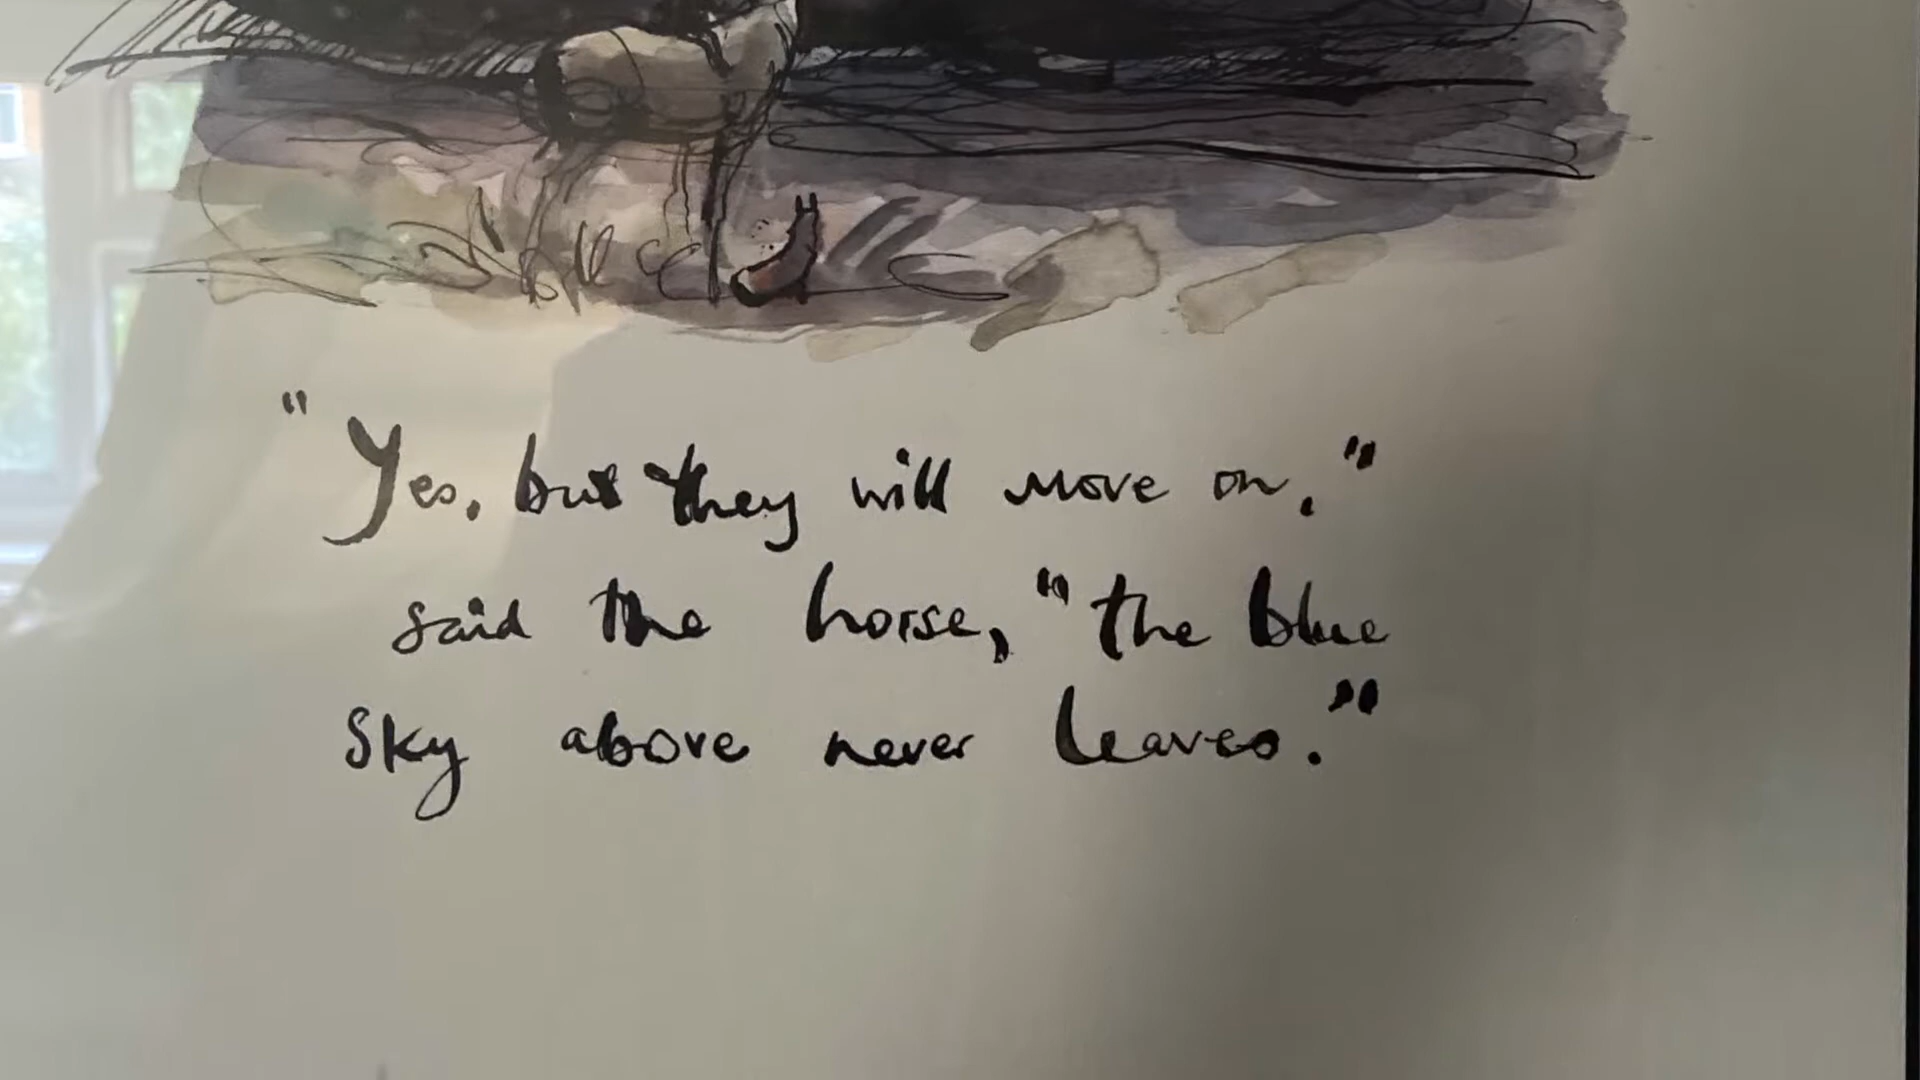 "Yes, but they will move on."
said the horse, "the blue
sky above never leaves."